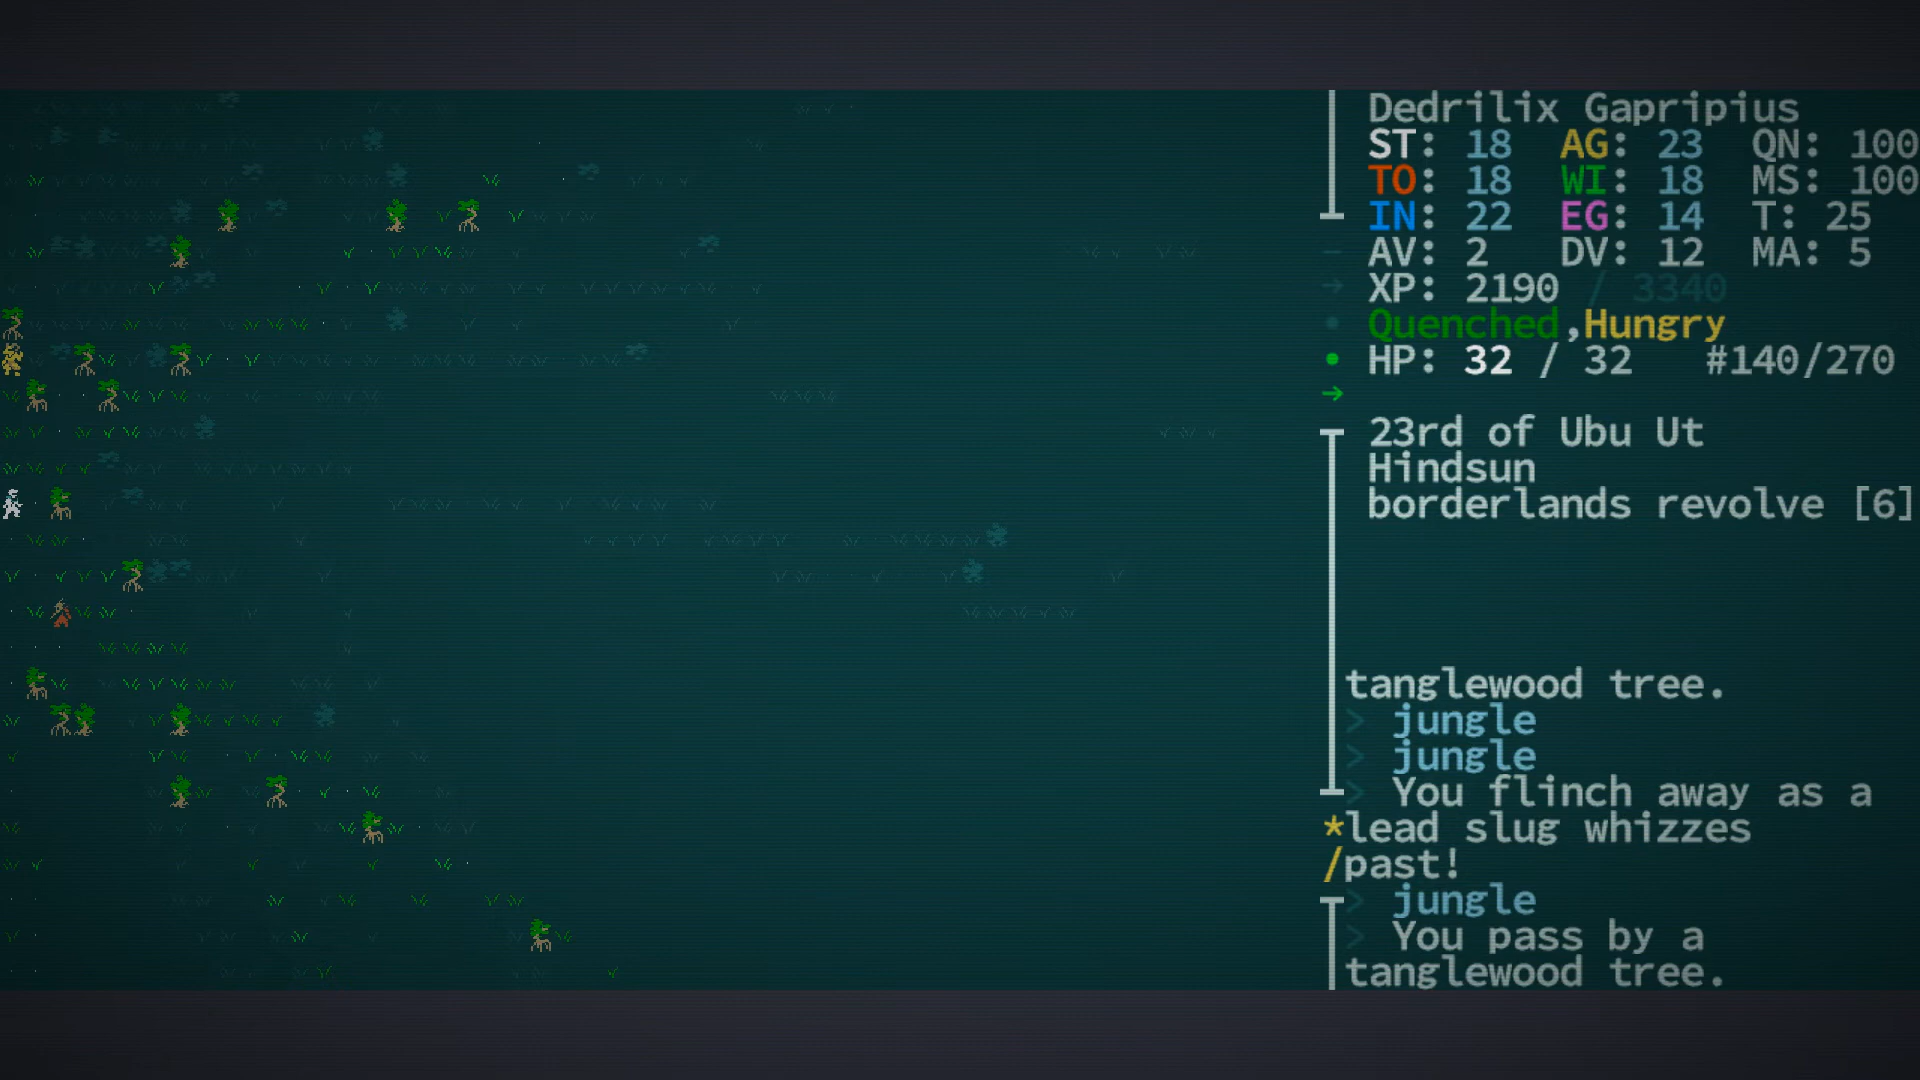 Dedrilix Gapripius
ST: 18 AG: 23 QN: 100
TO: 18 WI: 18 MS: 100
IN: 22 EG: 14 T: 25
AV: 2 DV: 12 MA: 5
XP: 2190 / 3340
Quenched,Hungry
HP: 32 / 32 #140/270
23rd of Ubu Ut
Hindsun
borderlands revolve [6]
tanglewood tree.
> jungle
> jungle
> You flinch away as a
*lead slug whizzes
/past!
> jungle
> You pass by a
tanglewood tree.